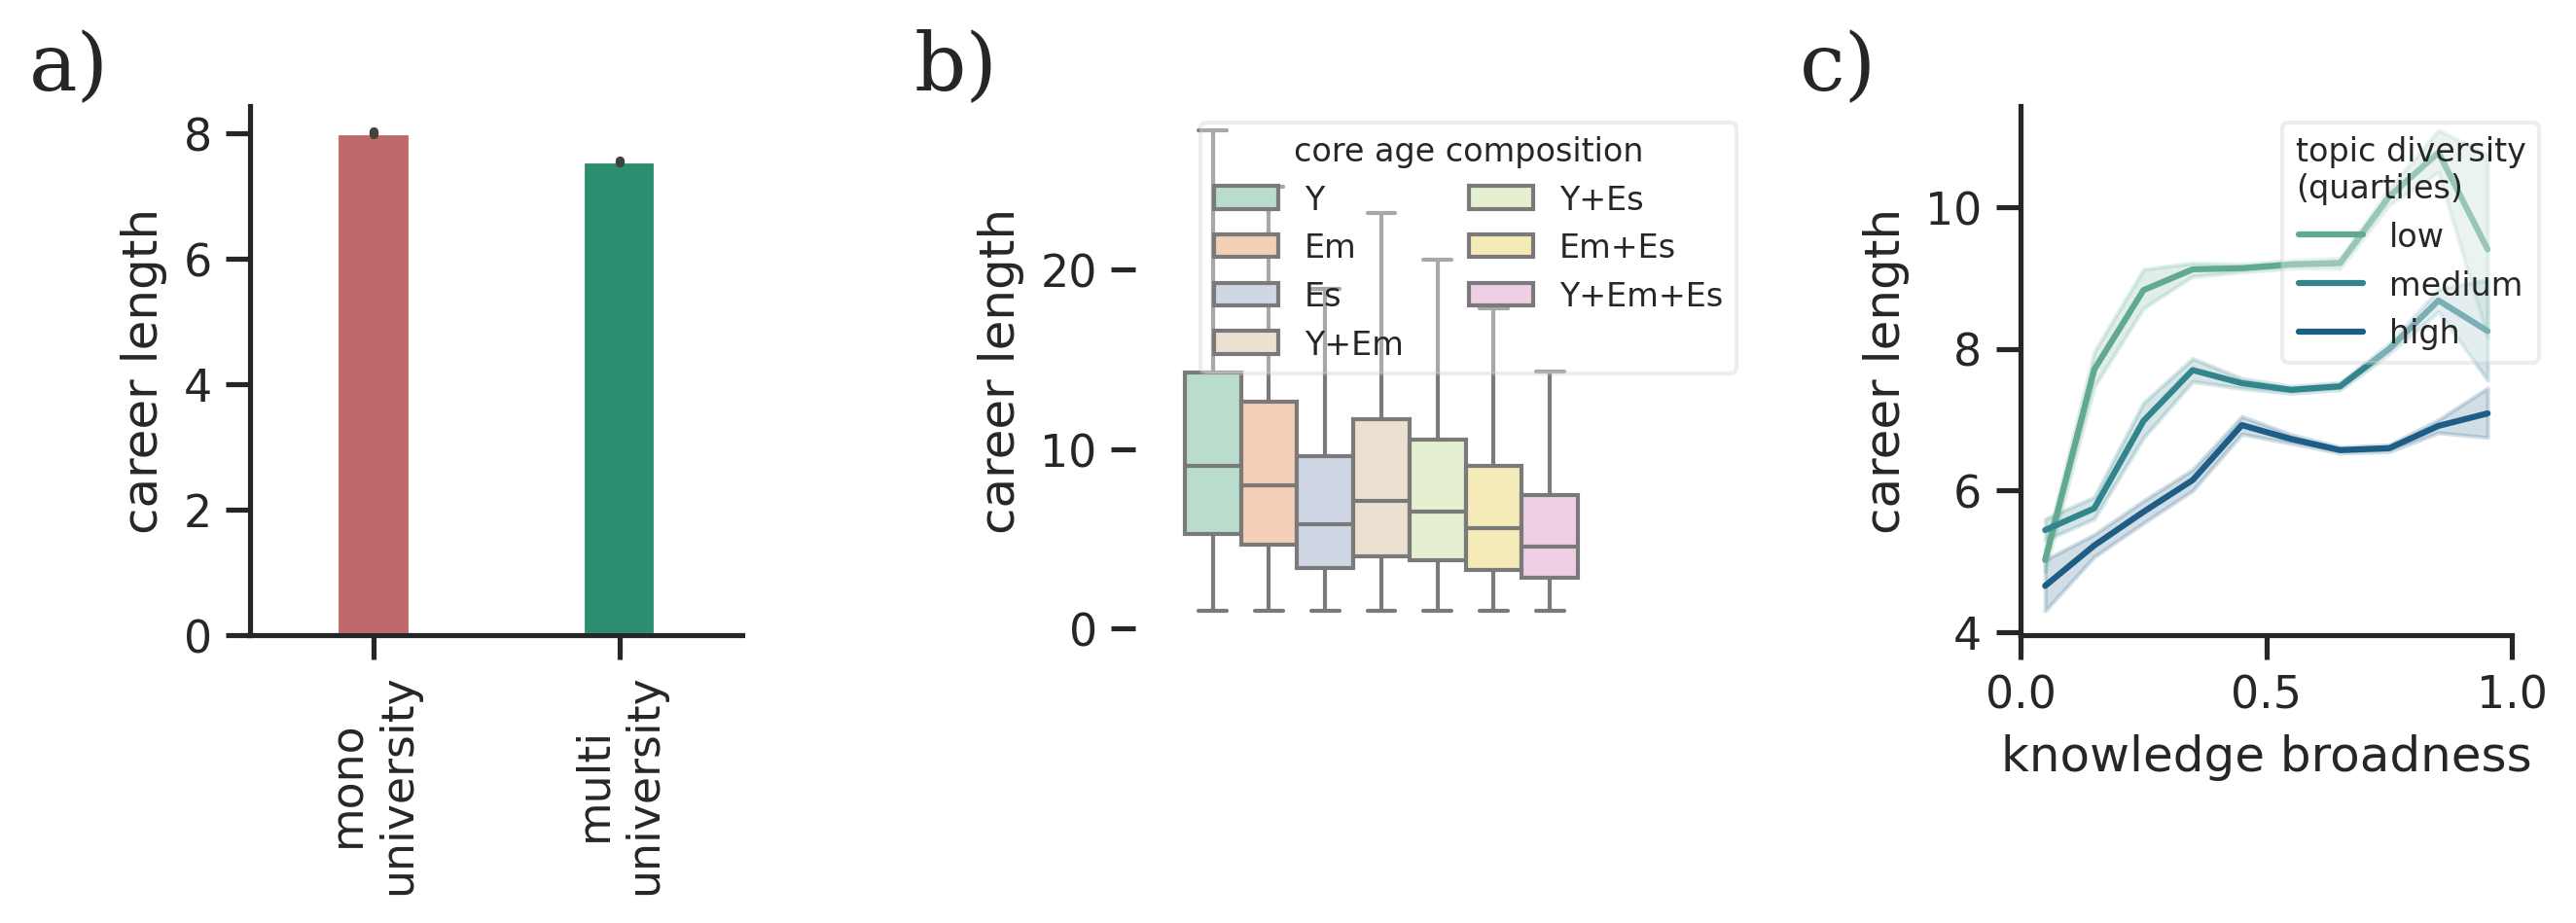 a)
career length
8
6
4
2
0
mono
university
multi
university
b)
career length
20
10
0
core age composition
Y
Em
Es
Y+Em
Y+Es
Em+Es
Y+Em+Es
c)
career length
10
8
6
4
0.0
0.5
1.0
knowledge broadness
topic diversity
(quartiles)
low
medium
high